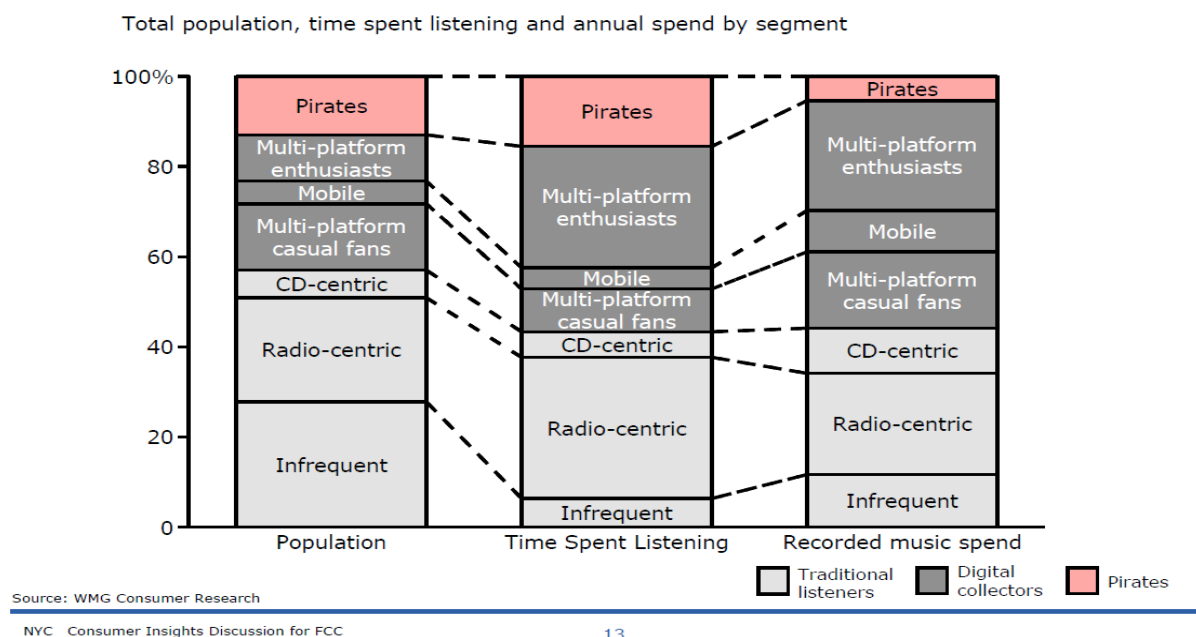 Total population, time spent listening and annual spend by segment
100%
80
60
40
20
0
Pirates
Multi-platform
enthusiasts
Mobile
Multi-platform
casual fans
CD-centric
Radio-centric
Infrequent
Population
Pirates
Multi-platform
enthusiasts
Mobile
Multi-platform
casual fans
CD-centric
Radio-centric
Infrequent
Time Spent Listening
Pirates
Multi-platform
enthusiasts
Mobile
Multi-platform
casual fans
CD-centric
Radio-centric
Infrequent
Recorded music spend
Traditional
listeners
Digital
collectors
Pirates
Source: WMG Consumer Research
NYC Consumer Insights Discussion for FCC
13